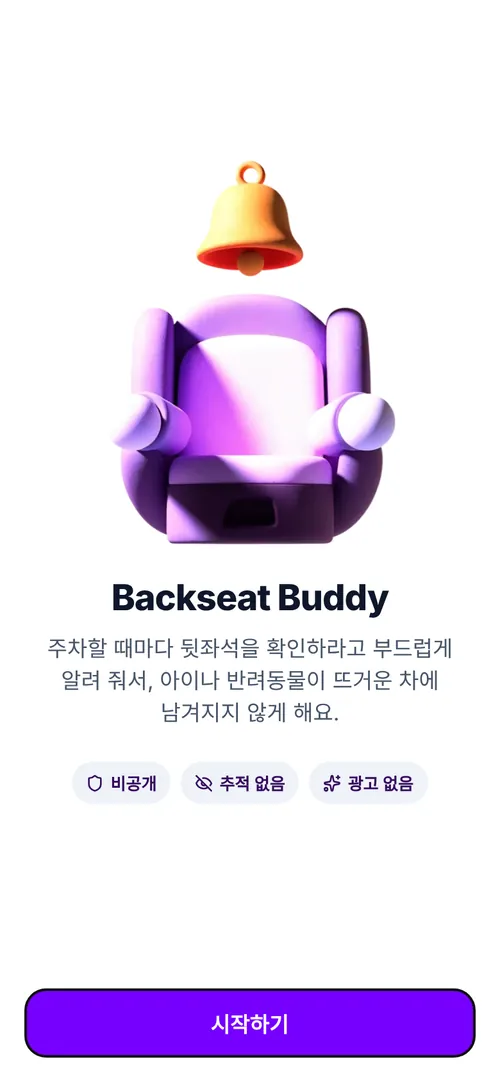 Backseat Buddy
주차할 때마다 뒷좌석을 확인하라고 부드럽게
알려 줘서, 아이나 반려동물이 뜨거운 차에
남겨지지 않게 해요.
비공개
추적 없음
광고 없음
시작하기